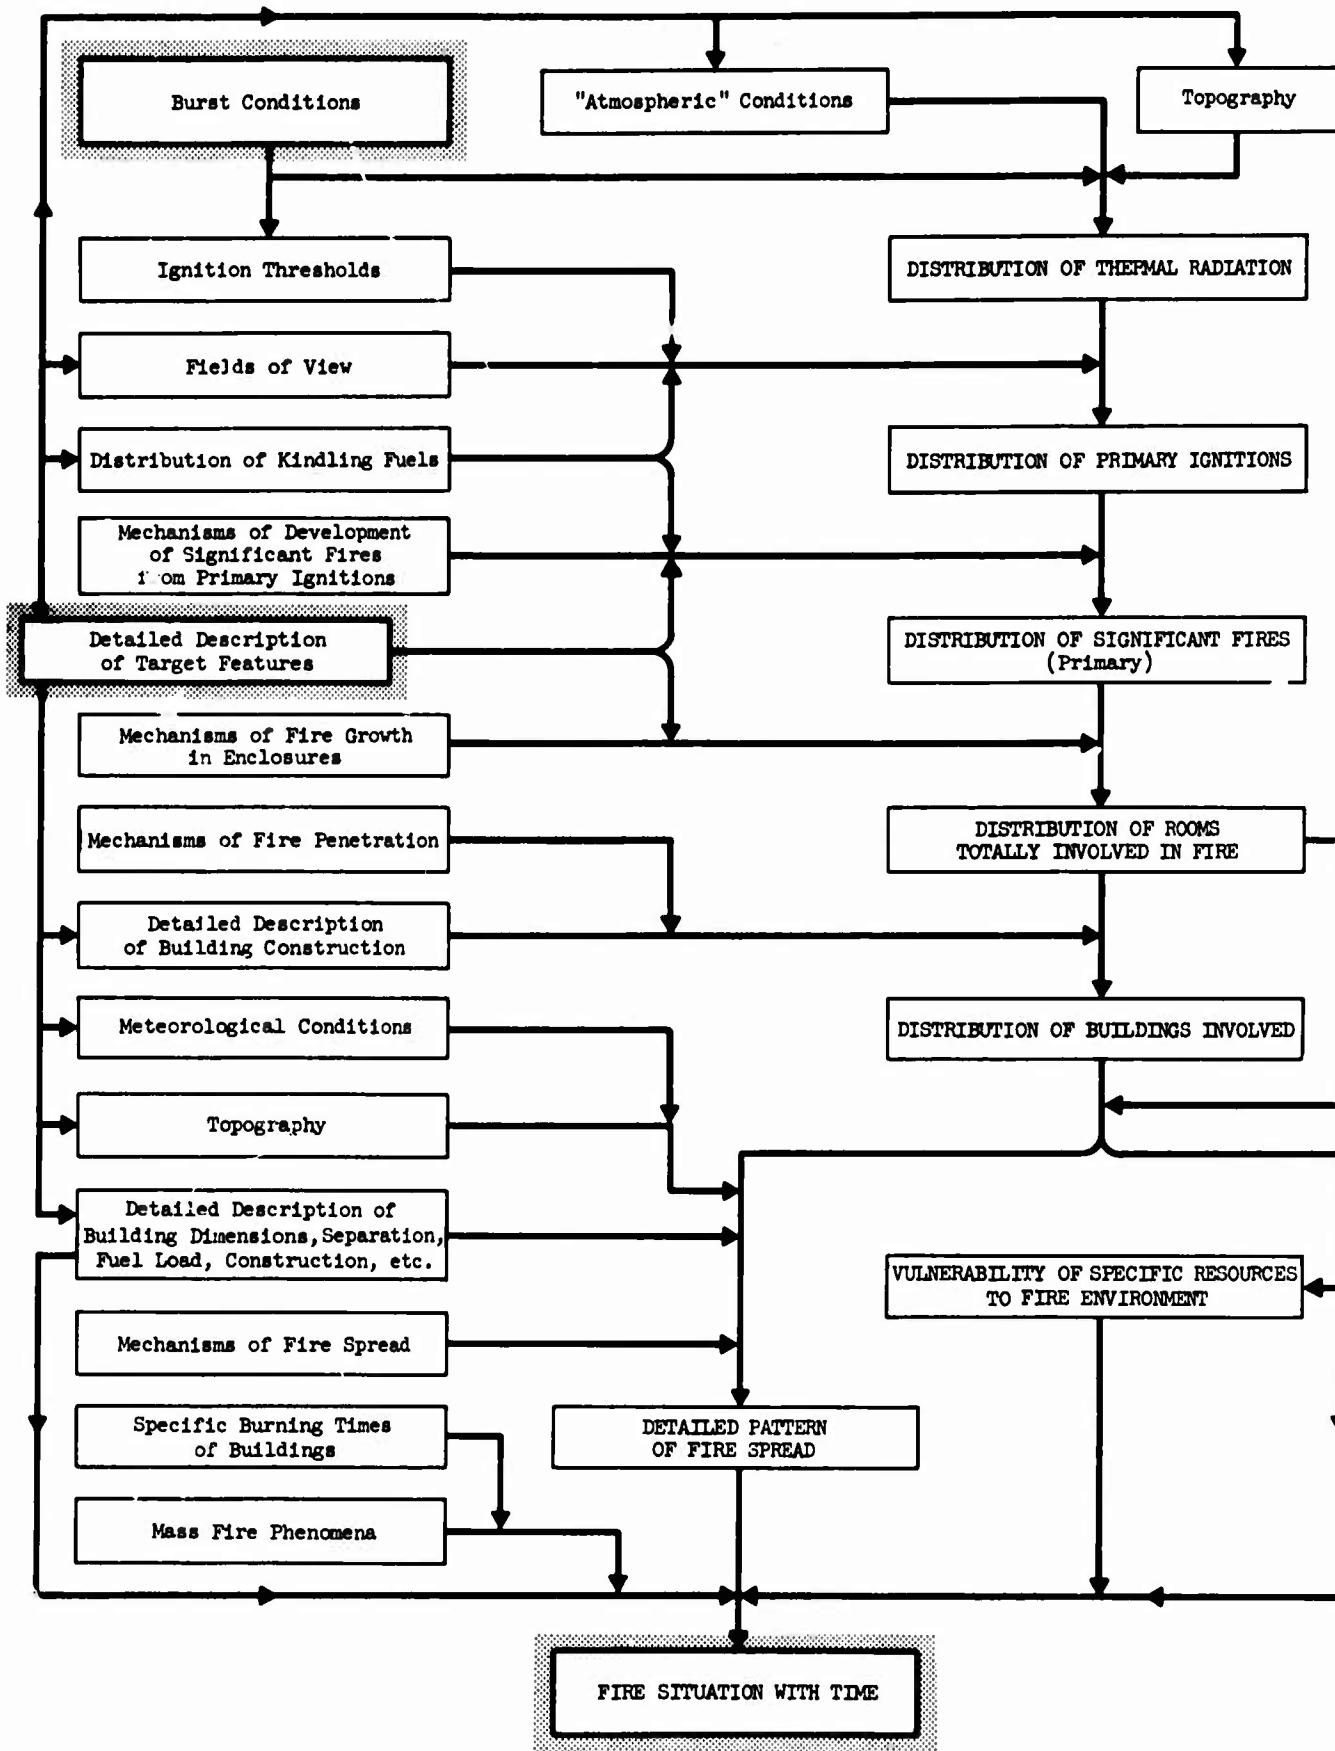 Burst Conditions
"Atmospheric" Conditions
Topography
Ignition Thresholds
DISTRIBUTION OF THERMAL RADIATION
Fields of View
Distribution of Kindling Fuels
DISTRIBUTION OF PRIMARY IGNITIONS
Mechanisms of Development
of Significant Fires
from Primary Ignitions
Detailed Description
of Target Features
DISTRIBUTION OF SIGNIFICANT FIRES
(Primary)
Mechanisms of Fire Growth
in Enclosures
Mechanisms of Fire Penetration
DISTRIBUTION OF ROOMS
TOTALLY INVOLVED IN FIRE
Detailed Description
of Building Construction
Meteorological Conditions
DISTRIBUTION OF BUILDINGS INVOLVED
Topography
Detailed Description of
Building Dimensions, Separation,
Fuel Load, Construction, etc.
VULNERABILITY OF SPECIFIC RESOURCES
TO FIRE ENVIRONMENT
Mechanisms of Fire Spread
Specific Burning Times
of Buildings
DETAILED PATTERN
OF FIRE SPREAD
Mass Fire Phenomena
FIRE SITUATION WITH TIME